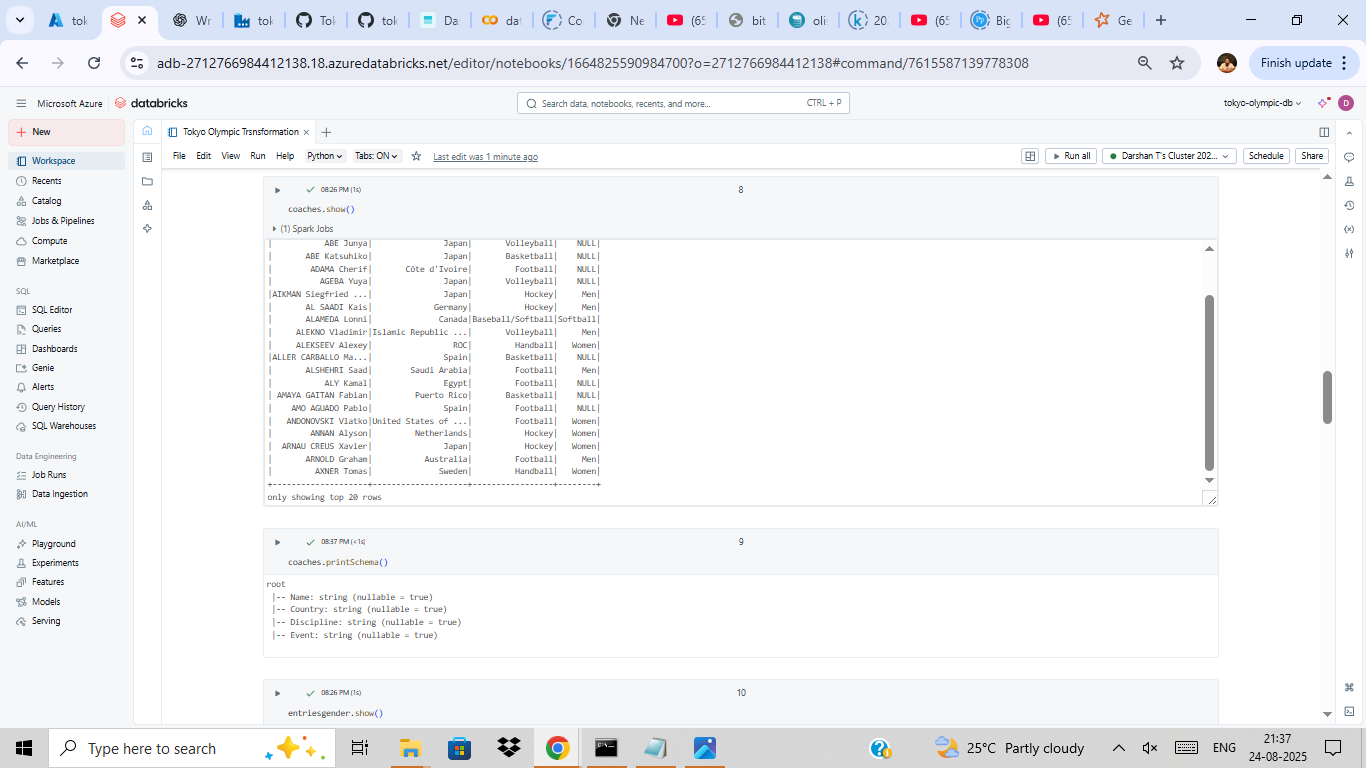 tok
Wr
tok
Tok
tok
Da
dat
Co
Ne
(65
bit
olis
202
(65
Big
(65
Ge
adb-2712766984412138.18.azuredatabricks.net/editor/notebooks/1664825590984700?o=2712766984412138#command/7615587139778308
Finish update
Microsoft Azure
databricks
Search data, notebooks, recents, and more...
CTRL + P
tokyo-olympic-db
D
New
Workspace
Recents
Catalog
Jobs & Pipelines
Compute
Marketplace
SQL
SQL Editor
Queries
Dashboards
Genie
Alerts
Query History
SQL Warehouses
Data Engineering
Job Runs
Data Ingestion
AI/ML
Playground
Experiments
Features
Models
Serving
Tokyo Olympic Trsnsformation
File Edit View Run Help Python Tabs: ON Last edit was 1 minute ago
Run all
Darshan T's Cluster 202...
Schedule
Share
08:26 PM (1s)
8
coaches.show()
(1) Spark Jobs
| ABE Junya| Japan| Volleyball| NULL|
| ABE Katsuhiko| Japan| Basketball| NULL|
| ADAMA Cherif| Côte d'Ivoire| Football| NULL|
| AGEBA Yuya| Japan| Volleyball| NULL|
|AIKMAN Siegfried ...| Japan| Hockey| Men|
| AL SAADI Kais| Germany| Hockey| Men|
| ALAMEDA Lonni| Canada|Baseball/Softball|Softball|
| ALEKNO Vladimir|Islamic Republic ...| Volleyball| Men|
| ALEKSEEV Alexey| ROC| Handball| Women|
|ALLER CARBALLO Ma...| Spain| Basketball| NULL|
| ALSHEHRI Saad| Saudi Arabia| Football| Men|
| ALY Kamal| Egypt| Football| NULL|
| AMAYA GAITAN Fabian| Puerto Rico| Basketball| NULL|
| AMO AGUADO Pablo| Spain| Football| NULL|
| ANDONOVSKI Vlatko|United States of ...| Football| Women|
| ANNAN Alyson| Netherlands| Hockey| Women|
| ARNAU CREUS Xavier| Japan| Hockey| Women|
| ARNOLD Graham| Australia| Football| Men|
| AXNER Tomas| Sweden| Handball| Women|
+--------------------+--------------------+-----------------+--------+
only showing top 20 rows
08:37 PM (<1s)
9
coaches.printSchema()
root
|-- Name: string (nullable = true)
|-- Country: string (nullable = true)
|-- Discipline: string (nullable = true)
|-- Event: string (nullable = true)
08:26 PM (1s)
10
entriesgender.show()
Type here to search
25°C Partly cloudy
ENG
21:37
24-08-2025